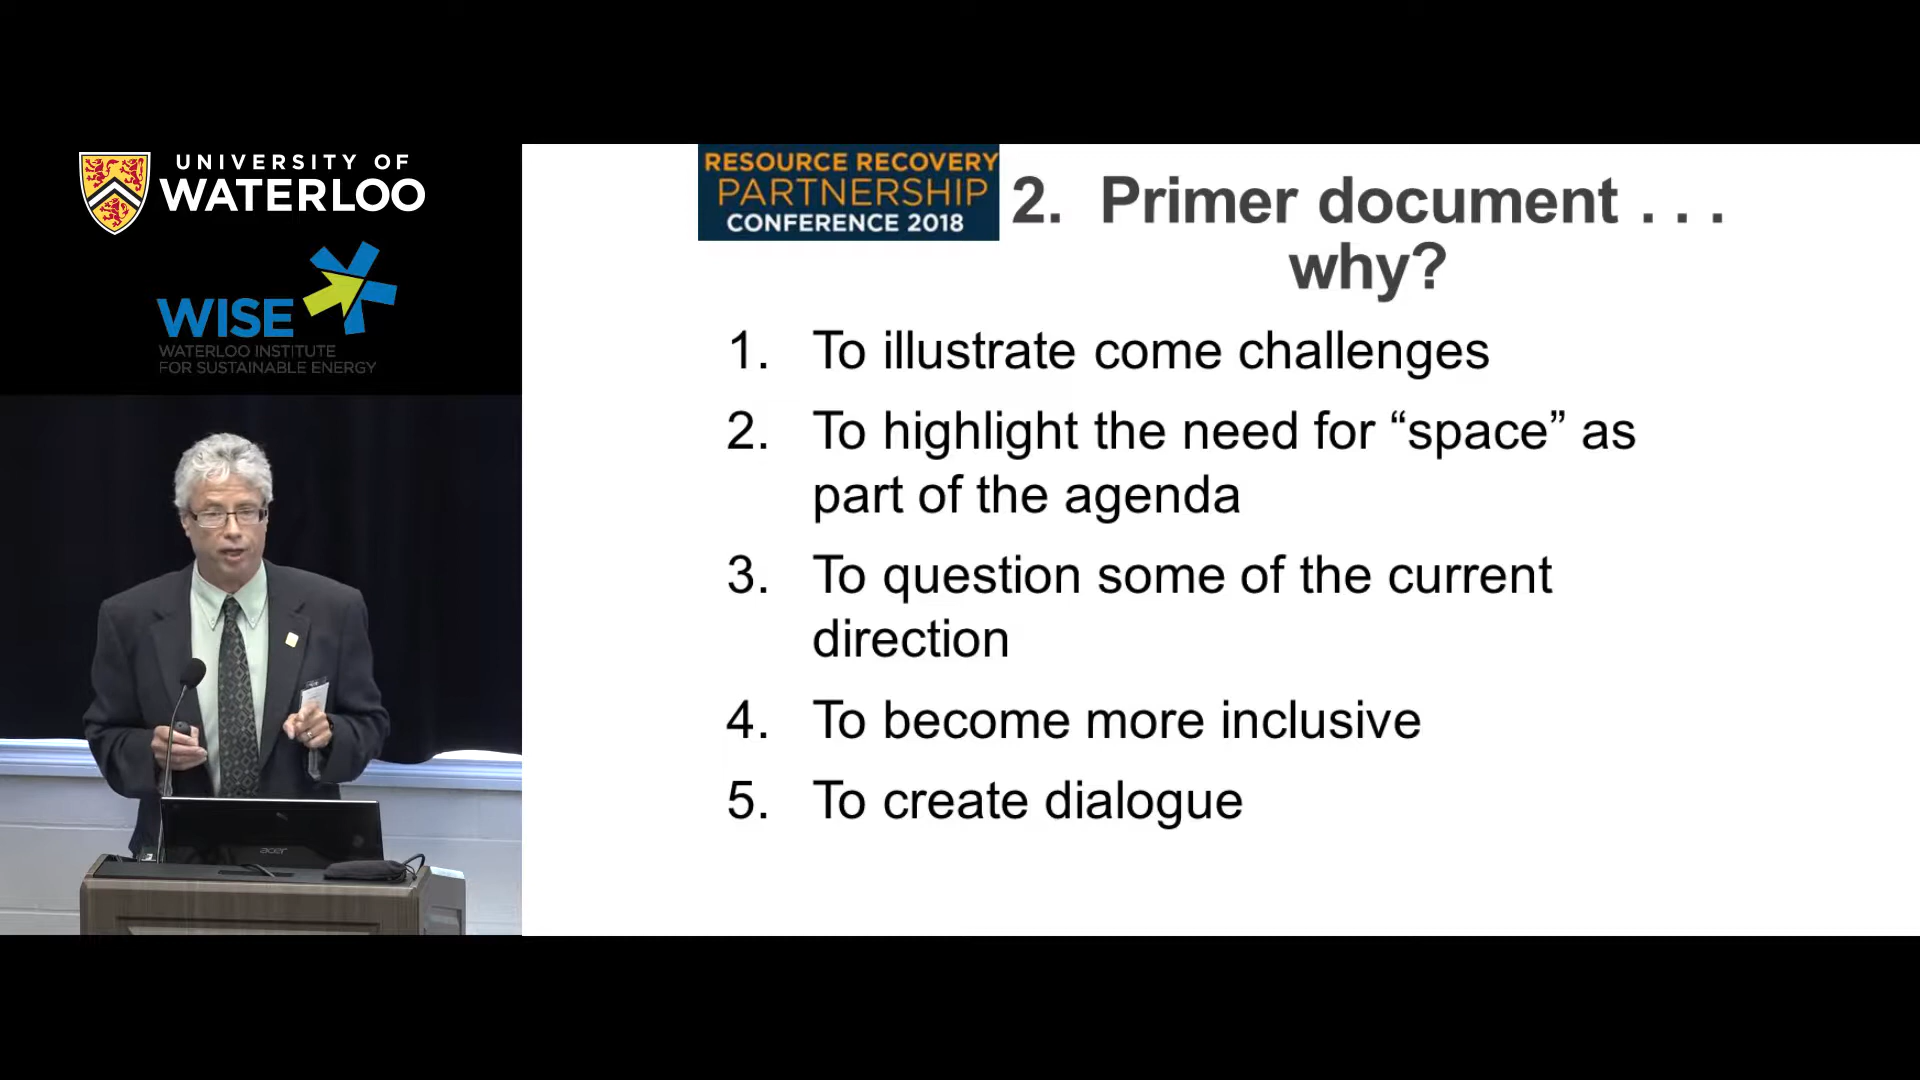 UNIVERSITY OF
WATERLOO
WISE
WATERLOO INSTITUTE
FOR SUSTAINABLE ENERGY
RESOURCE RECOVERY
PARTNERSHIP
CONFERENCE 2018
2. Primer document . . .
why?
1. To illustrate come challenges
2. To highlight the need for “space” as
part of the agenda
3. To question some of the current
direction
4. To become more inclusive
5. To create dialogue
acer